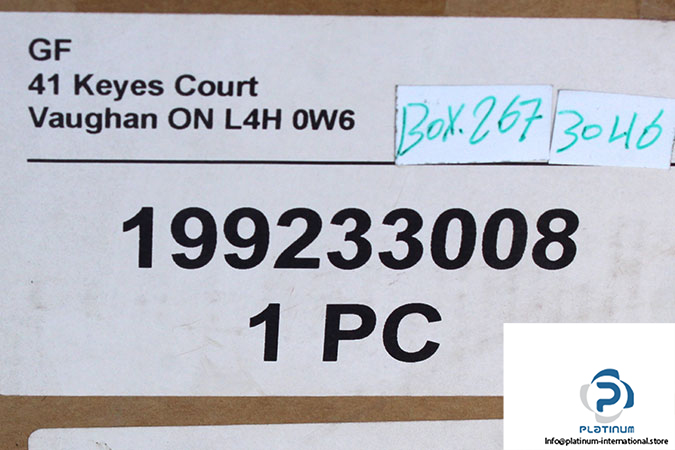 GF
41 Keyes Court
Vaughan ON L4H 0W6
BOX.267
3046
199233008
1 PC
PLATINUM
Info@platinum-international.store